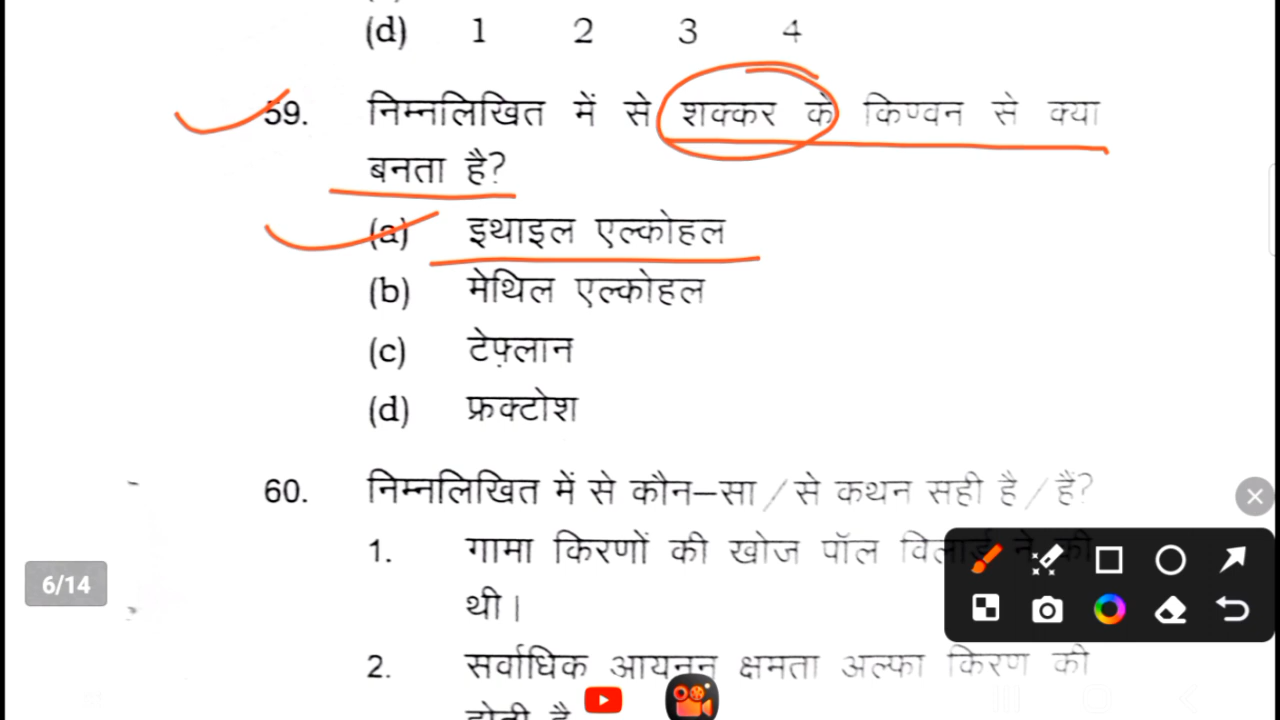 (d) 1 2 3 4
59. निम्नलिखित में से शक्कर के किण्वन से क्या
बनता है?
(a) इथाइल एल्कोहल
(b) मेथिल एल्कोहल
(c) टेफ़्लान
(d) फ्रक्टोश
60. निम्नलिखित में से कौन–सा / से कथन सही है / हैं?
1. गामा किरणों की खोज पॉल विलार्ड ने की
थी।
6/14
2. सर्वाधिक आयनन क्षमता अल्फा किरण की
होती है